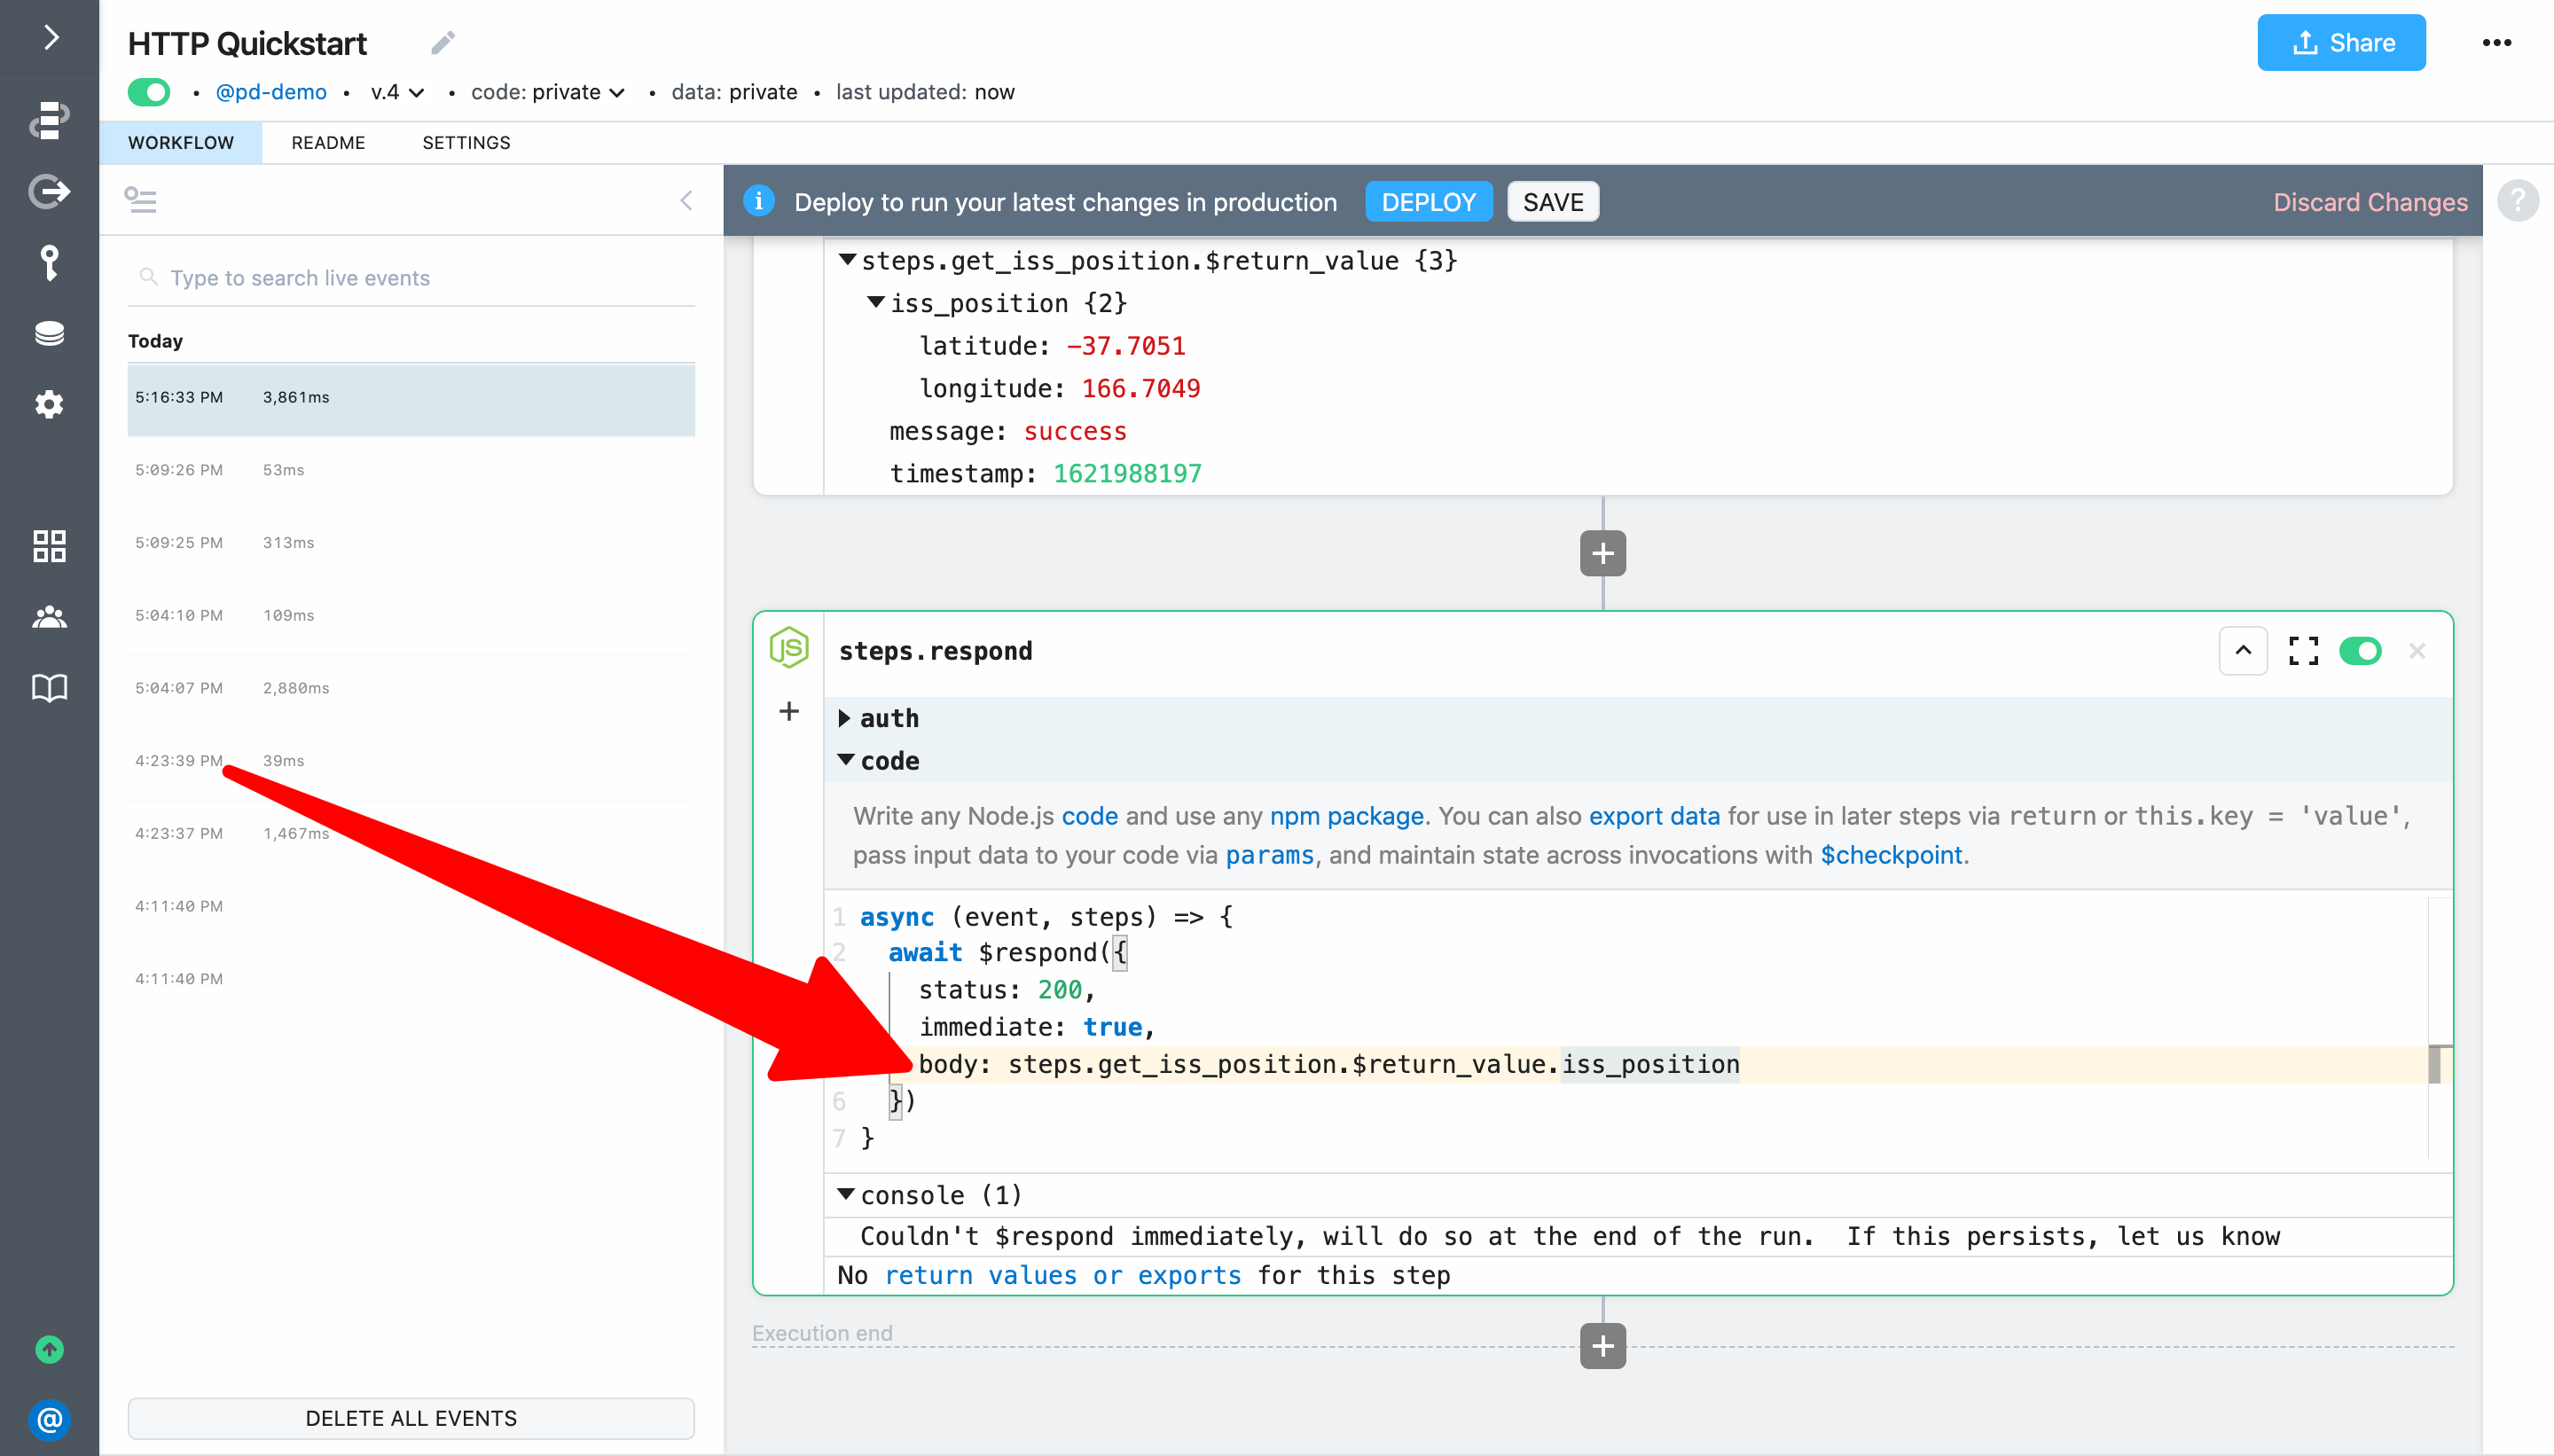 HTTP Quickstart
Share
• @pd-demo • v.4 • code: private • data: private • last updated: now
WORKFLOW README SETTINGS
Deploy to run your latest changes in production DEPLOY SAVE Discard Changes ?
Type to search live events
Today
5:16:33 PM 3,861ms
5:09:26 PM 53ms
5:09:25 PM 313ms
5:04:10 PM 109ms
5:04:07 PM 2,880ms
4:23:39 PM 39ms
4:23:37 PM 1,467ms
4:11:40 PM
4:11:40 PM
DELETE ALL EVENTS
steps.get_iss_position.$return_value {3}
iss_position {2}
latitude: -37.7051
longitude: 166.7049
message: success
timestamp: 1621988197
JS
steps.respond
auth
code
Write any Node.js code and use any npm package. You can also export data for use in later steps via return or this.key = 'value',
pass input data to your code via params, and maintain state across invocations with $checkpoint.
1 async (event, steps) => {
2 await $respond({
status: 200,
immediate: true,
body: steps.get_iss_position.$return_value.iss_position
6 })
7 }
console (1)
Couldn't $respond immediately, will do so at the end of the run. If this persists, let us know
No return values or exports for this step
Execution end
@